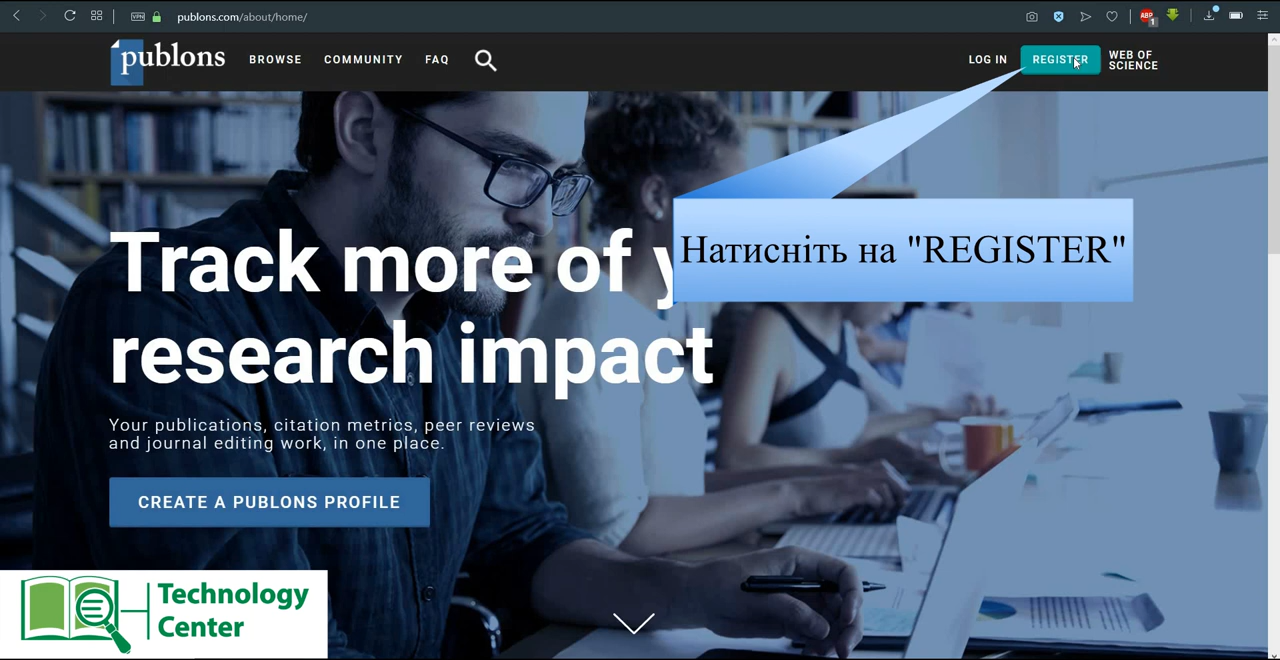 publons.com/about/home/
publons
BROWSE
COMMUNITY
FAQ
LOG IN
REGISTER
WEB OF
SCIENCE
Натисніть на "REGISTER"
Track more of y
research impact
Your publications, citation metrics, peer reviews
and journal editing work, in one place.
CREATE A PUBLONS PROFILE
Technology
Center